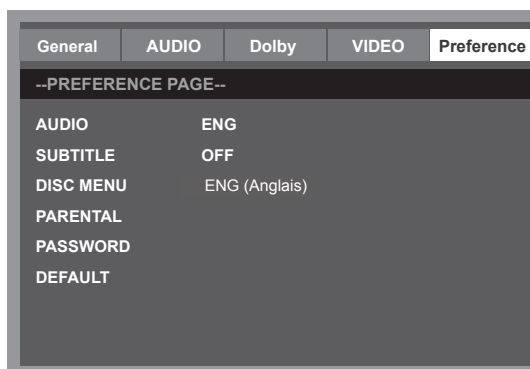 General AUDIO Dolby VIDEO Preference
--PREFERENCE PAGE--
AUDIO ENG
SUBTITLE OFF
DISC MENU ENG (Anglais)
PARENTAL
PASSWORD
DEFAULT